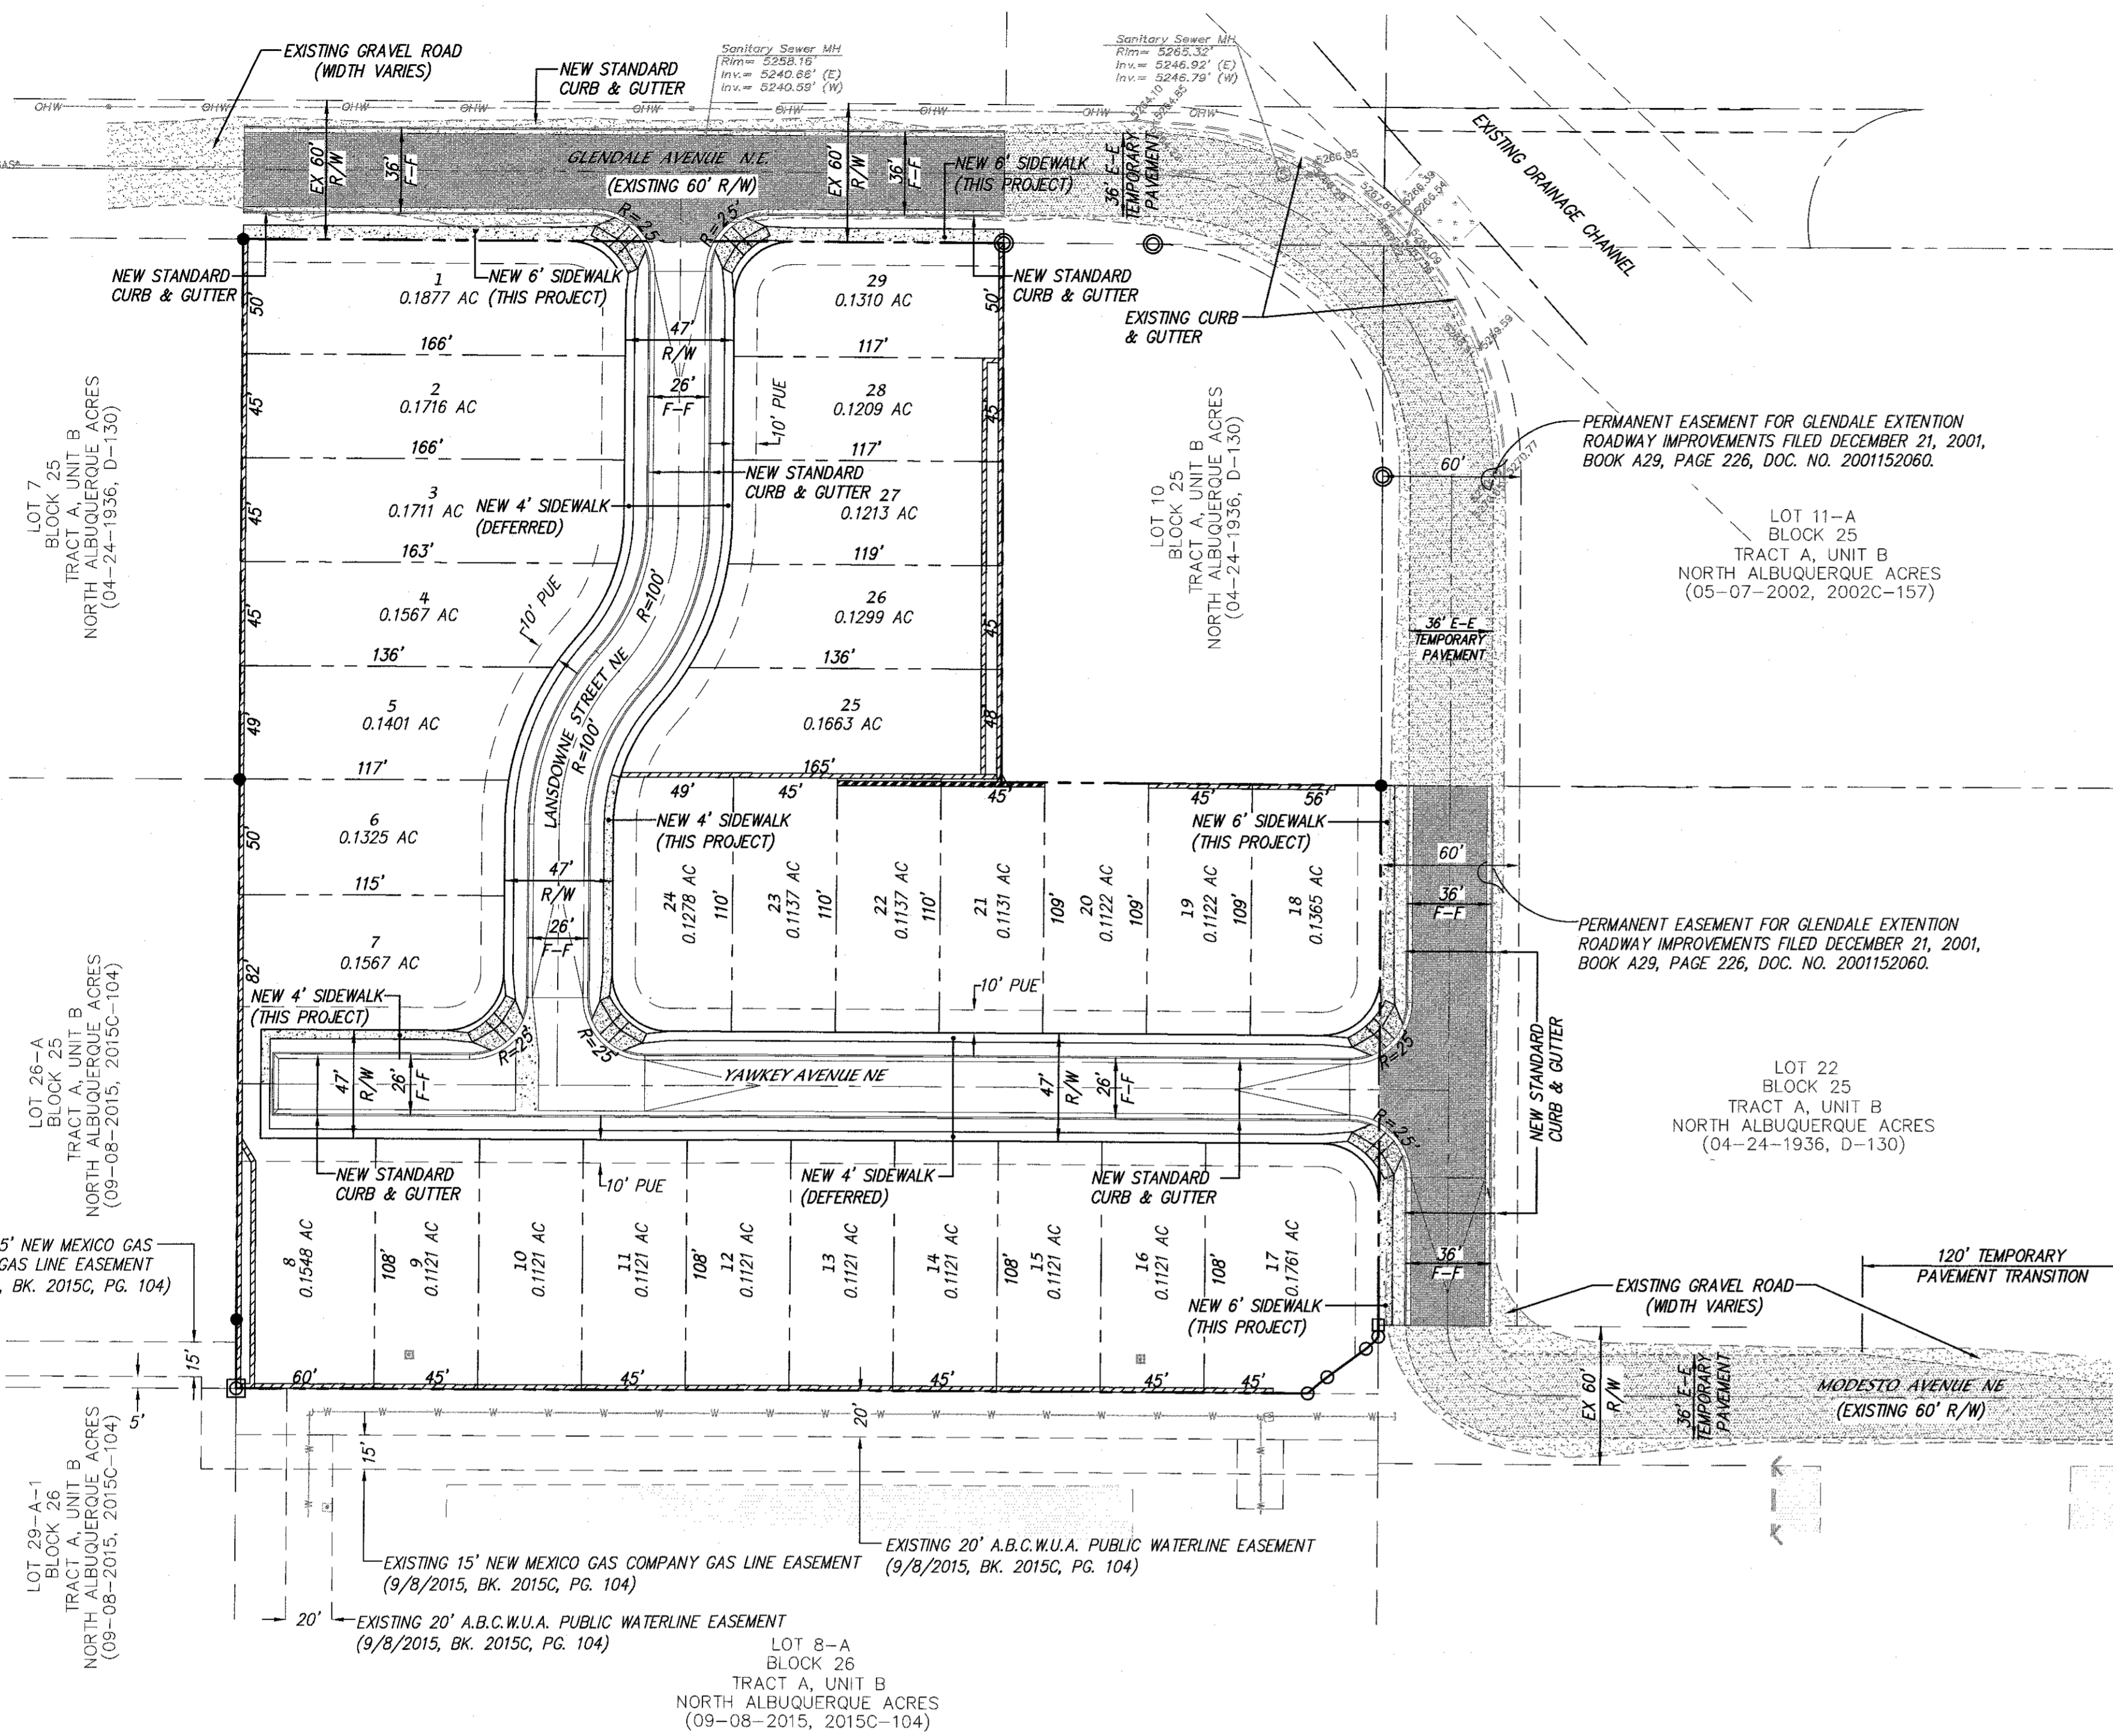 EXISTING GRAVEL ROAD
(WIDTH VARIES)
NEW STANDARD
CURB & GUTTER
Sanitary Sewer MH
Rim= 5258.16'
Inv.= 5240.66' (E)
Inv.= 5240.59' (W)
Sanitary Sewer MH
Rim= 5265.32'
Inv.= 5246.92' (E)
Inv.= 5246.79' (W)
OHW
OHW
OHW
OHW
OHW
OHW
OHW
OHW
EX 60'
R/W
36'
F-F
GLENDALE AVENUE N.E.
(EXISTING 60' R/W)
EX 60'
R/W
36'
F-F
NEW 6' SIDEWALK
(THIS PROJECT)
36' E-E
TEMPORARY
PAVEMENT
5264.10
5264.85
5266.95
5267.82
5266.39
5266.54
5269.59
5270.77
EXISTING DRAINAGE CHANNEL
R=25'
R=25'
NEW STANDARD
CURB & GUTTER
NEW 6' SIDEWALK
(THIS PROJECT)
NEW STANDARD
CURB & GUTTER
EXISTING CURB
& GUTTER
1
0.1877 AC
50'
166'
2
0.1716 AC
45'
166'
3
0.1711 AC
45'
163'
4
0.1567 AC
45'
136'
5
0.1401 AC
49'
117'
6
0.1325 AC
50'
115'
7
0.1567 AC
82'
29
0.1310 AC
50'
117'
28
0.1209 AC
45'
117'
27
0.1213 AC
119'
26
0.1299 AC
45'
136'
25
0.1663 AC
48'
165'
47'
R/W
26'
F-F
10' PUE
NEW STANDARD
CURB & GUTTER
NEW 4' SIDEWALK
(DEFERRED)
10' PUE
R=100'
LANSDOWNE STREET NE
R=100'
LOT 7
BLOCK 25
TRACT A, UNIT B
NORTH ALBUQUERQUE ACRES
(04-24-1936, D-130)
LOT 10
BLOCK 25
TRACT A, UNIT B
NORTH ALBUQUERQUE ACRES
(04-24-1936, D-130)
PERMANENT EASEMENT FOR GLENDALE EXTENTION
ROADWAY IMPROVEMENTS FILED DECEMBER 21, 2001,
BOOK A29, PAGE 226, DOC. NO. 2001152060.
60'
LOT 11-A
BLOCK 25
TRACT A, UNIT B
NORTH ALBUQUERQUE ACRES
(05-07-2002, 2002C-157)
36' E-E
TEMPORARY
PAVEMENT
49'
45'
45'
45'
56'
NEW 4' SIDEWALK
(THIS PROJECT)
NEW 6' SIDEWALK
(THIS PROJECT)
47'
R/W
26'
F-F
24
0.1278 AC
110'
23
0.1137 AC
110'
22
0.1137 AC
110'
21
0.1131 AC
109'
20
0.1122 AC
109'
19
0.1122 AC
109'
18
0.1365 AC
10' PUE
60'
36'
F-F
PERMANENT EASEMENT FOR GLENDALE EXTENTION
ROADWAY IMPROVEMENTS FILED DECEMBER 21, 2001,
BOOK A29, PAGE 226, DOC. NO. 2001152060.
NEW 4' SIDEWALK
(THIS PROJECT)
R=25'
R=25'
R=25'
R=25'
47'
R/W
26'
F-F
YAWKEY AVENUE NE
47'
R/W
26'
F-F
NEW STANDARD
CURB & GUTTER
LOT 26-A
BLOCK 25
TRACT A, UNIT B
NORTH ALBUQUERQUE ACRES
(09-08-2015, 2015C-104)
LOT 22
BLOCK 25
TRACT A, UNIT B
NORTH ALBUQUERQUE ACRES
(04-24-1936, D-130)
NEW STANDARD
CURB & GUTTER
10' PUE
NEW 4' SIDEWALK
(DEFERRED)
NEW STANDARD
CURB & GUTTER
8
0.1548 AC
108'
9
0.1121 AC
10
0.1121 AC
11
0.1121 AC
108'
12
0.1121 AC
13
0.1121 AC
14
0.1121 AC
108'
15
0.1121 AC
16
0.1121 AC
108'
17
0.1761 AC
36'
F-F
NEW 6' SIDEWALK
(THIS PROJECT)
5' NEW MEXICO GAS
GAS LINE EASEMENT
, BK. 2015C, PG. 104)
EXISTING GRAVEL ROAD
(WIDTH VARIES)
120' TEMPORARY
PAVEMENT TRANSITION
15'
5'
60'
45'
45'
45'
45'
45'
20'
15'
EX 60'
R/W
36' E-E
TEMPORARY
PAVEMENT
MODESTO AVENUE NE
(EXISTING 60' R/W)
LOT 29-A-1
BLOCK 26
TRACT A, UNIT B
NORTH ALBUQUERQUE ACRES
(09-08-2015, 2015C-104)
EXISTING 15' NEW MEXICO GAS COMPANY GAS LINE EASEMENT
(9/8/2015, BK. 2015C, PG. 104)
EXISTING 20' A.B.C.W.U.A. PUBLIC WATERLINE EASEMENT
(9/8/2015, BK. 2015C, PG. 104)
20'
EXISTING 20' A.B.C.W.U.A. PUBLIC WATERLINE EASEMENT
(9/8/2015, BK. 2015C, PG. 104)
LOT 8-A
BLOCK 26
TRACT A, UNIT B
NORTH ALBUQUERQUE ACRES
(09-08-2015, 2015C-104)